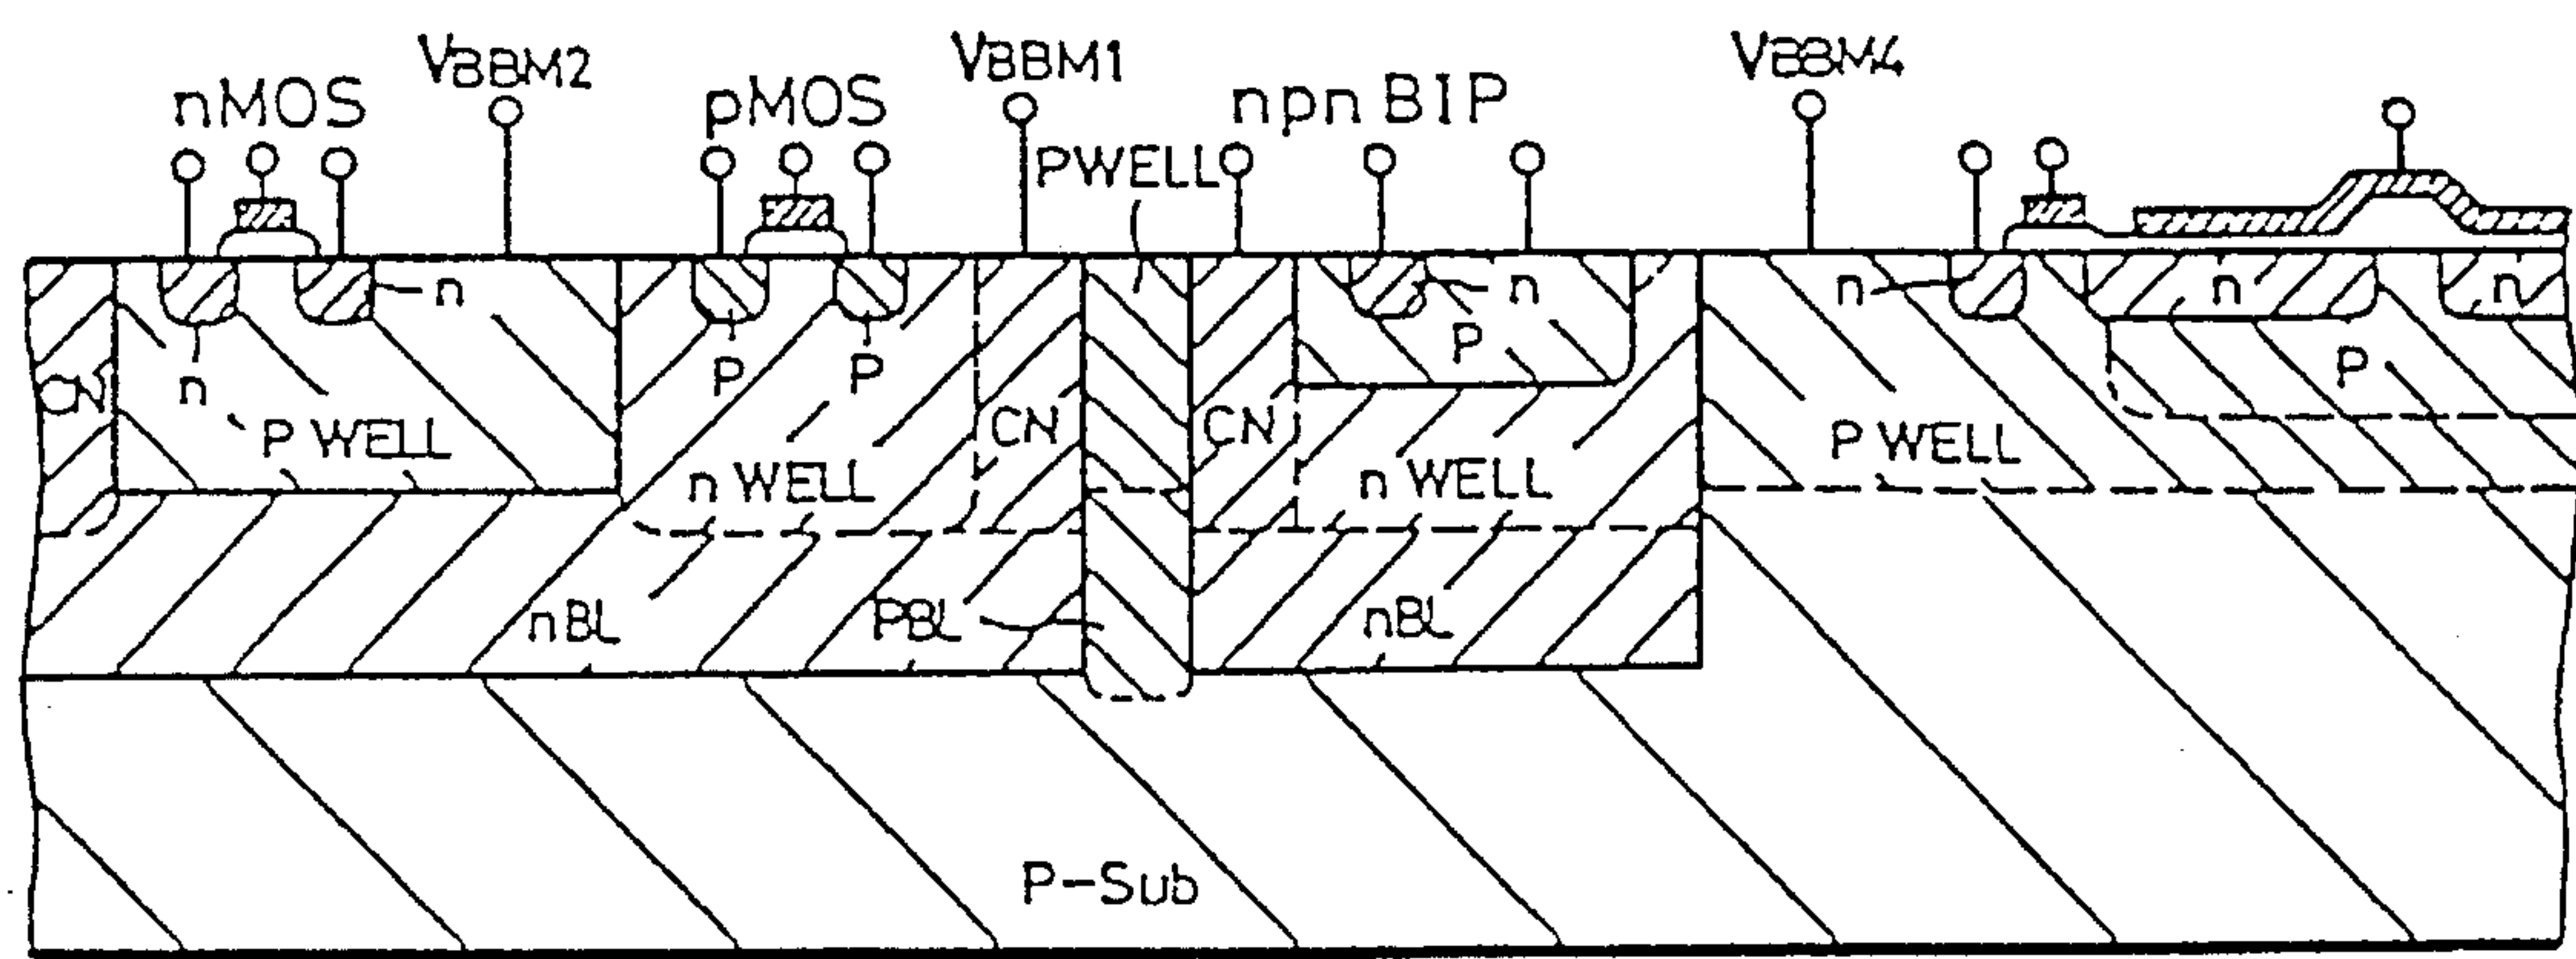 VBBM2
VBBM1
VBBM4
nMOS
pMOS
npn BIP
PWELL
n
n
n
n
n
n
P
P
P
P
CN
P WELL
CN
CN
P WELL
n WELL
n WELL
nBL
PBL
nBL
P-Sub